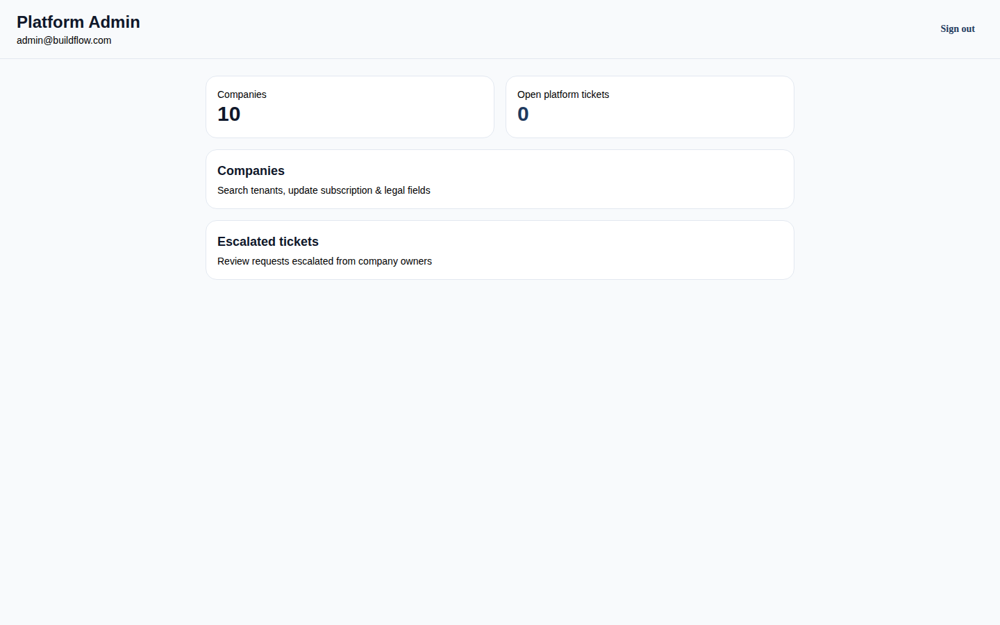 Platform Admin
admin@buildflow.com
Sign out
Companies
10
Open platform tickets
0
Companies
Search tenants, update subscription & legal fields
Escalated tickets
Review requests escalated from company owners